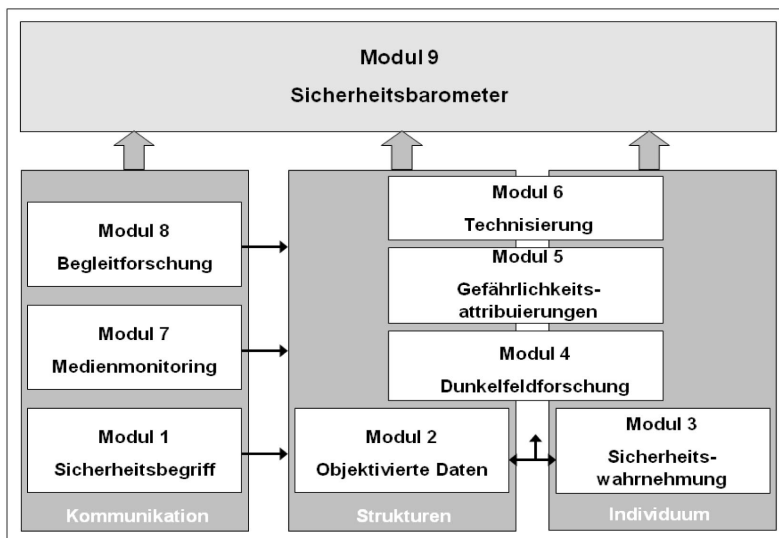 Modul 9
Sicherheitsbarometer
Modul 8
Begleitforschung
Modul 7
Medienmonitoring
Modul 1
Sicherheitsbegriff
Kommunikation
Modul 6
Technisierung
Modul 5
Gefährlichkeits-
attribuierungen
Modul 4
Dunkelfeldforschung
Modul 2
Objektivierte Daten
Strukturen
Modul 3
Sicherheits-
wahrnehmung
Individuum